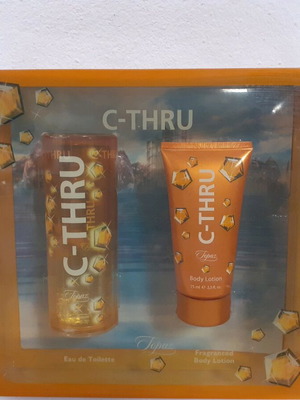 C-THRU
C-THRU
C-THRU
Topaz
Body Lotion
Topaz
Eau de Toilette
Fragranced
Body Lotion